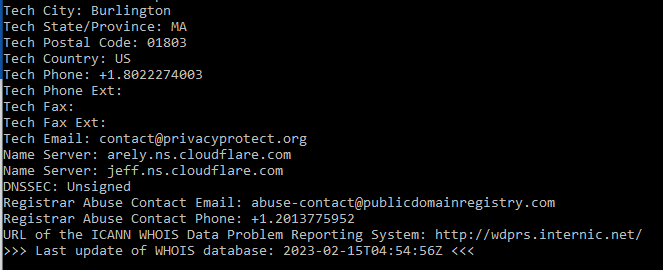 Tech City: Burlington
Tech State/Province: MA
Tech Postal Code: 01803
Tech Country: US
Tech Phone: +1.8022274003
Tech Phone Ext:
Tech Fax:
Tech Fax Ext:
Tech Email: contact@privacyprotect.org
Name Server: arely.ns.cloudflare.com
Name Server: jeff.ns.cloudflare.com
DNSSEC: Unsigned
Registrar Abuse Contact Email: abuse-contact@publicdomainregistry.com
Registrar Abuse Contact Phone: +1.2013775952
URL of the ICANN WHOIS Data Problem Reporting System: http://wdprs.internic.net/
>>> Last update of WHOIS database: 2023-02-15T04:54:56Z <<<